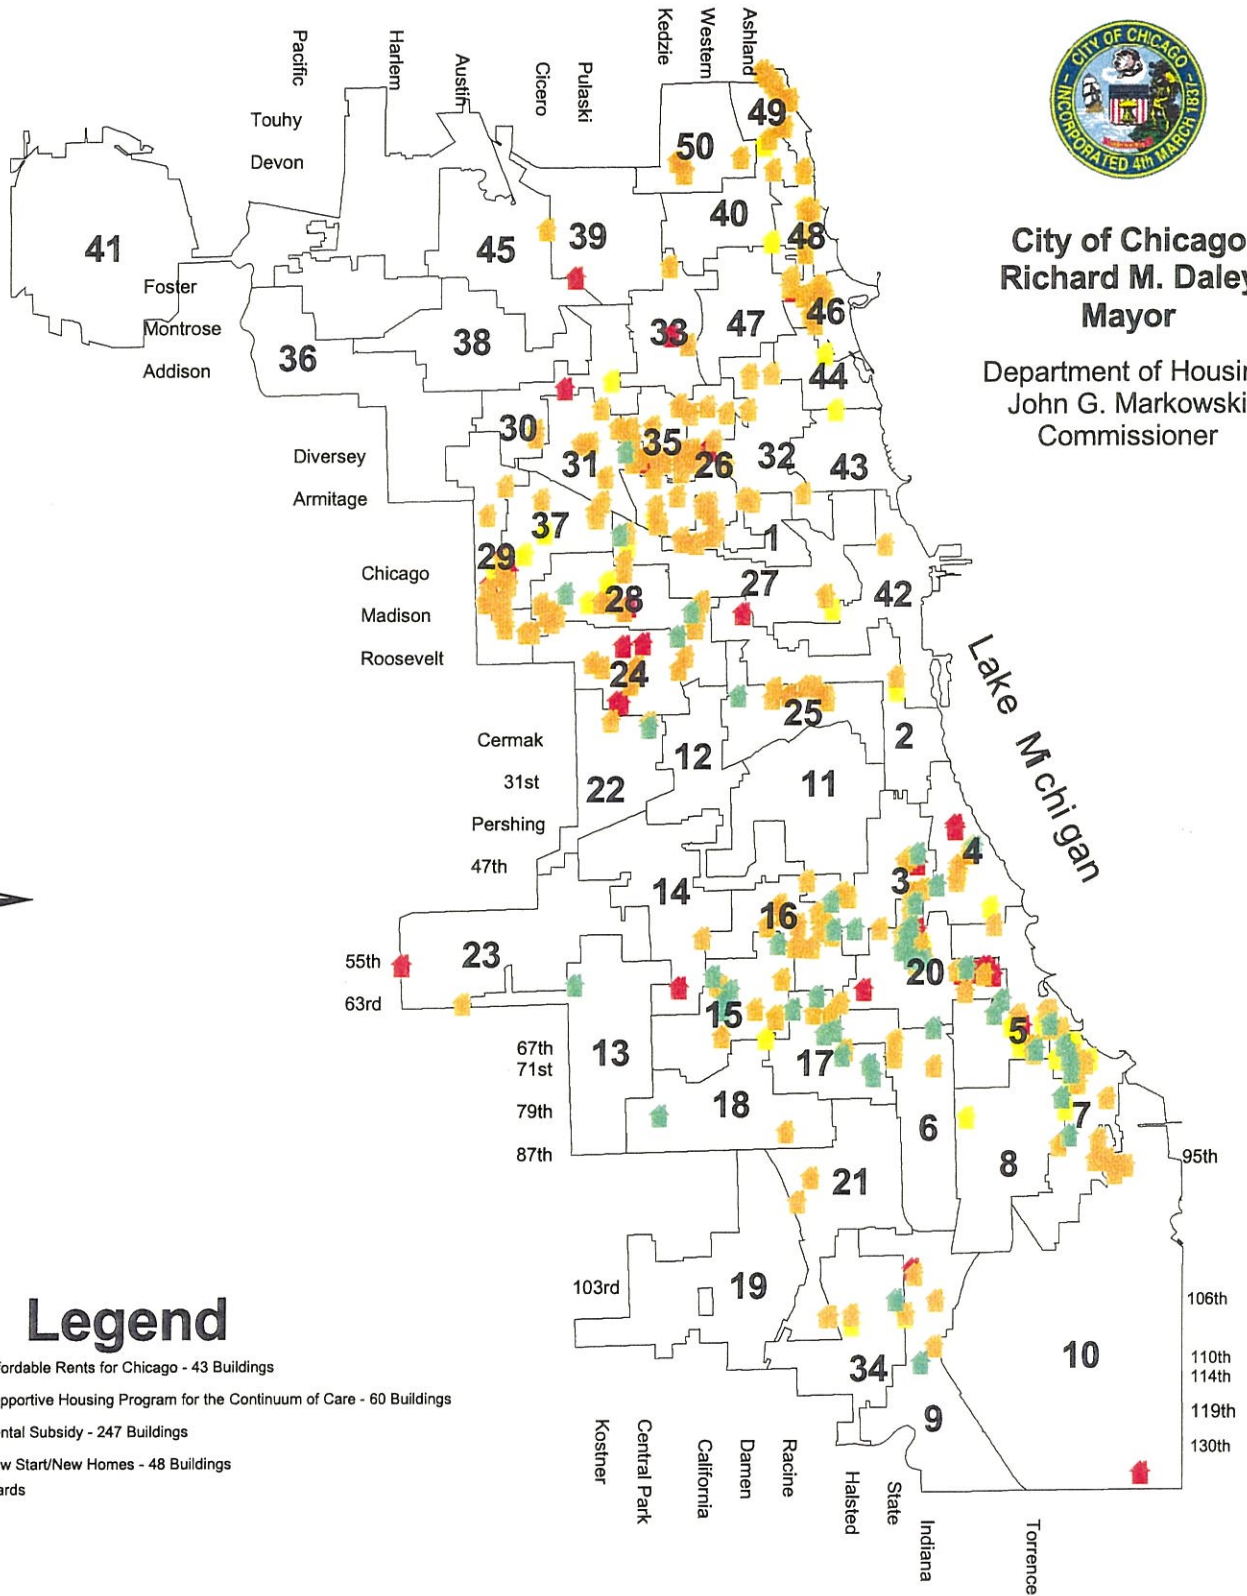 Pacific
Harlem
Austin
Cicero
Pulaski
Kedzie
Western
Ashland
Touhy
Devon
Foster
Montrose
Addison
Diversey
Armitage
Chicago
Madison
Roosevelt
Cermak
31st
Pershing
47th
55th
63rd
67th
71st
79th
87th
103rd
95th
106th
110th
114th
119th
130th
Kostner
Central Park
California
Damen
Racine
Halsted
State
Indiana
Torrence
49
50
40
41
45
39
48
46
47
33
38
36
44
30
35
31
26
32
43
37
1
29
27
28
42
24
25
2
12
11
22
4
3
14
16
23
20
15
5
13
17
18
7
6
8
21
19
10
34
9
Lake Michigan
CITY OF CHICAGO
INCORPORATED 4th MARCH 1837
City of Chicago
Richard M. Daley
Mayor
Department of Housin
John G. Markowski
Commissioner
Legend
fordable Rents for Chicago - 43 Buildings
pportive Housing Program for the Continuum of Care - 60 Buildings
ntal Subsidy - 247 Buildings
w Start/New Homes - 48 Buildings
ards